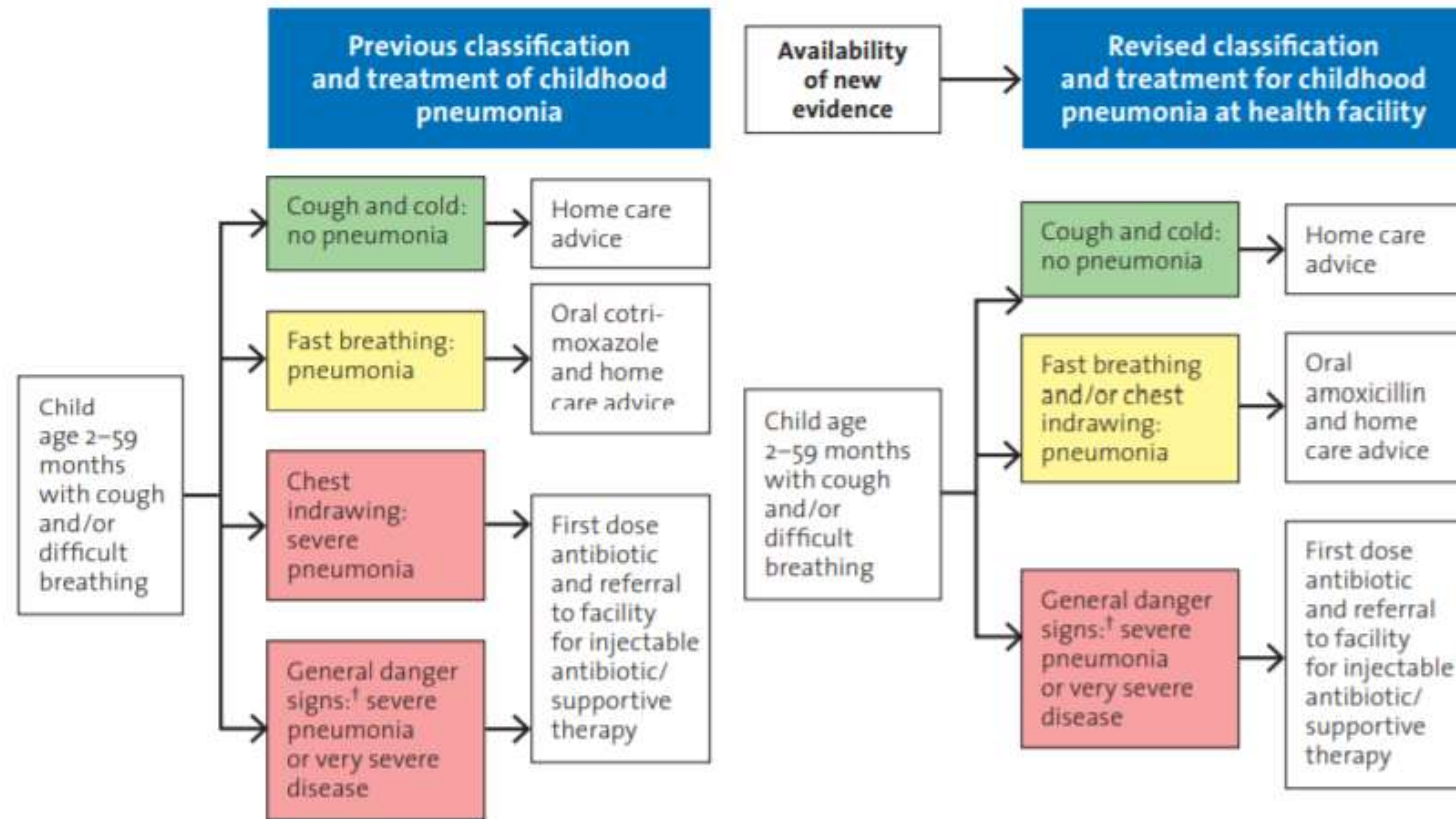 Previous classification
and treatment of childhood
pneumonia
Cough and cold:
no pneumonia
Home care
advice
Fast breathing:
pneumonia
Oral cotri-
moxazole
and home
care advice
Child
age 2–59
months
with cough
and/or
difficult
breathing
Chest
indrawing:
severe
pneumonia
First dose
antibiotic
and referral
to facility
for injectable
antibiotic/
supportive
therapy
General danger
signs:† severe
pneumonia
or very severe
disease
Availability
of new
evidence
Revised classification
and treatment for childhood
pneumonia at health facility
Cough and cold:
no pneumonia
Home care
advice
Fast breathing
and/or chest
indrawing:
pneumonia
Oral
amoxicillin
and home
care advice
Child age
2–59 months
with cough
and/or
difficult
breathing
General danger
signs:† severe
pneumonia
or very severe
disease
First dose
antibiotic
and referral
to facility
for injectable
antibiotic/
supportive
therapy